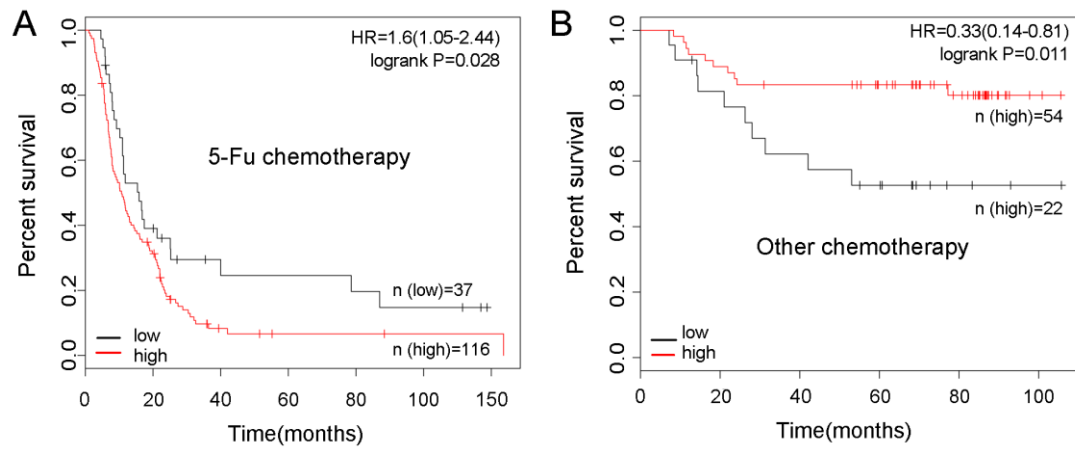 A
HR=1.6(1.05-2.44)
logrank P=0.028
5-Fu chemotherapy
Percent survival
1.0
0.8
0.6
0.4
0.2
0.0
n (low)=37
n (high)=116
low
high
0 20 40 60 80 100 150
Time(months)
B
HR=0.33(0.14-0.81)
logrank P=0.011
n (high)=54
n (high)=22
Other chemotherapy
Percent survival
1.0
0.8
0.6
0.4
0.2
0.0
low
high
0 20 40 60 80 100
Time(months)